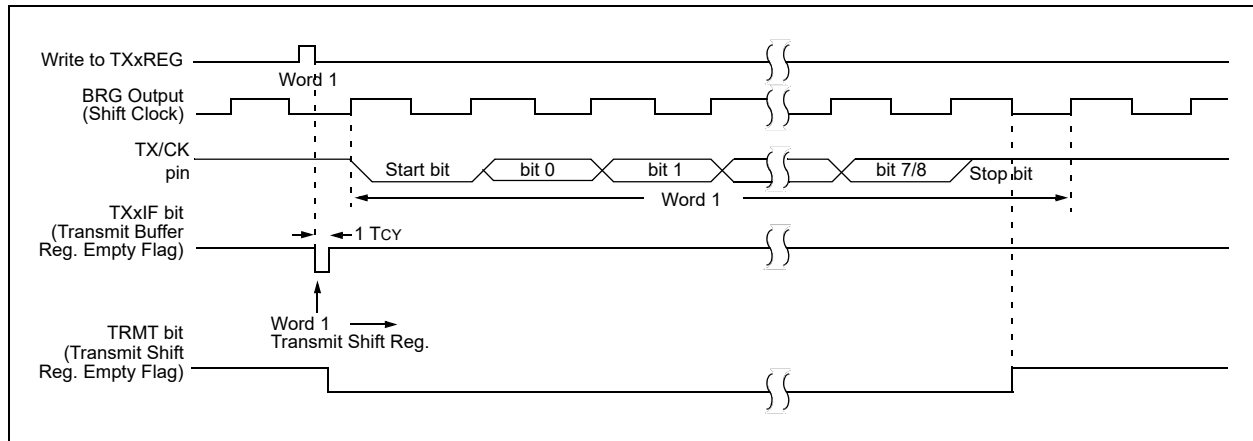 Write to TXxREG
Word 1
BRG Output
(Shift Clock)
TX/CK
pin
Start bit
bit 0
bit 1
bit 7/8
Stop bit
Word 1
TXxIF bit
(Transmit Buffer
Reg. Empty Flag)
1 TCY
Word 1
Transmit Shift Reg.
TRMT bit
(Transmit Shift
Reg. Empty Flag)